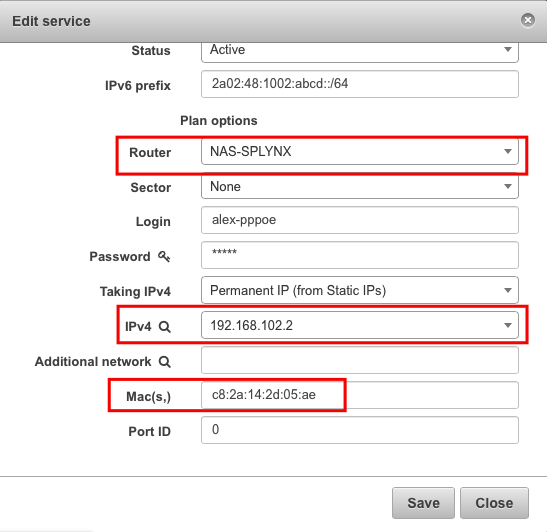 Edit service
Status Active
IPv6 prefix 2a02:48:1002:abcd::/64
Plan options
Router NAS-SPLYNX
Sector None
Login alex-pppoe
Password *****
Taking IPv4 Permanent IP (from Static IPs)
IPv4 192.168.102.2
Additional network
Mac(s,) c8:2a:14:2d:05:ae
Port ID 0
Save Close